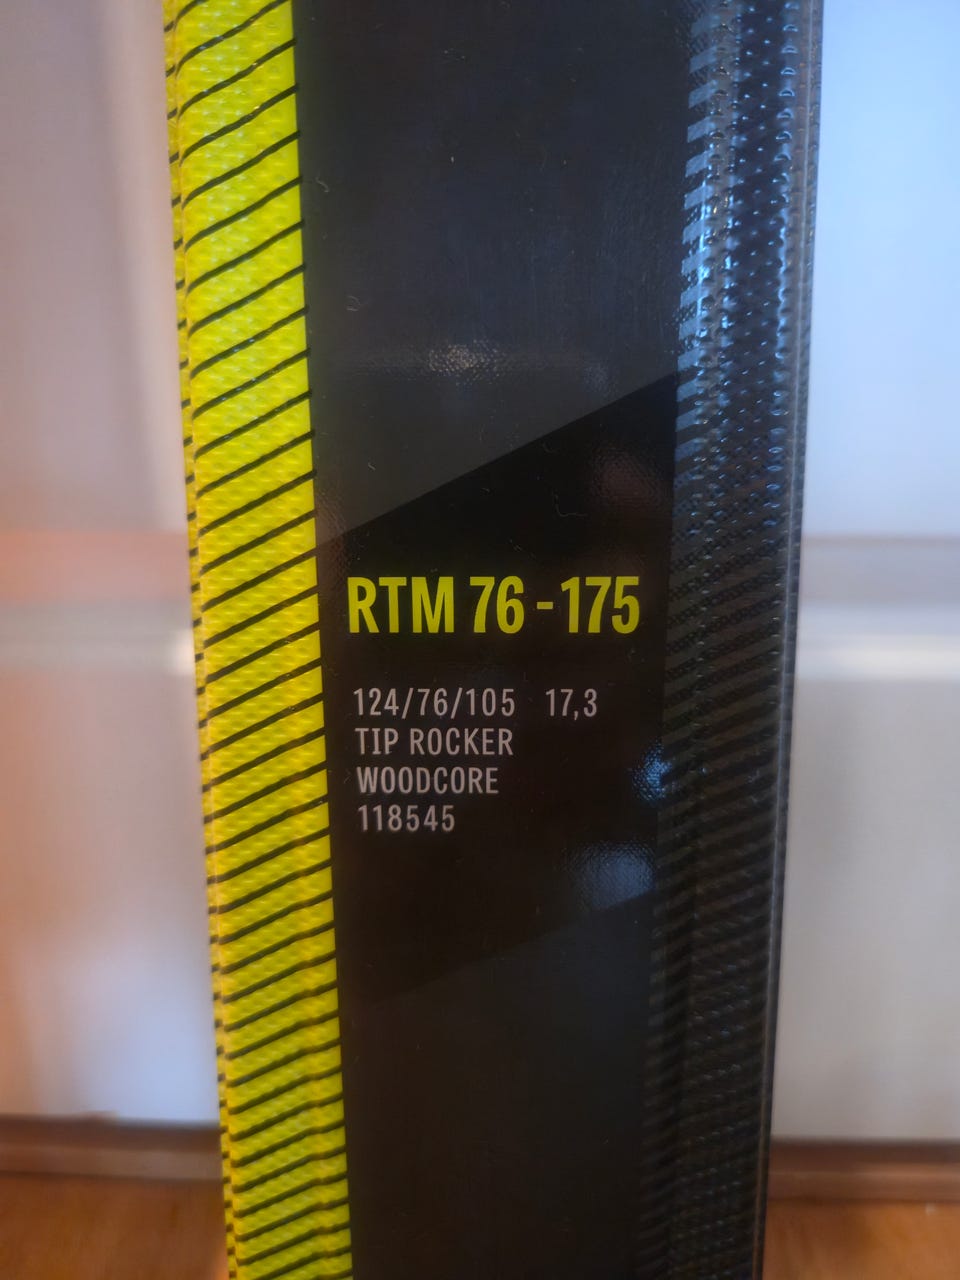 RTM 76 - 175
124/76/105 17,3
TIP ROCKER
WOODCORE
118545